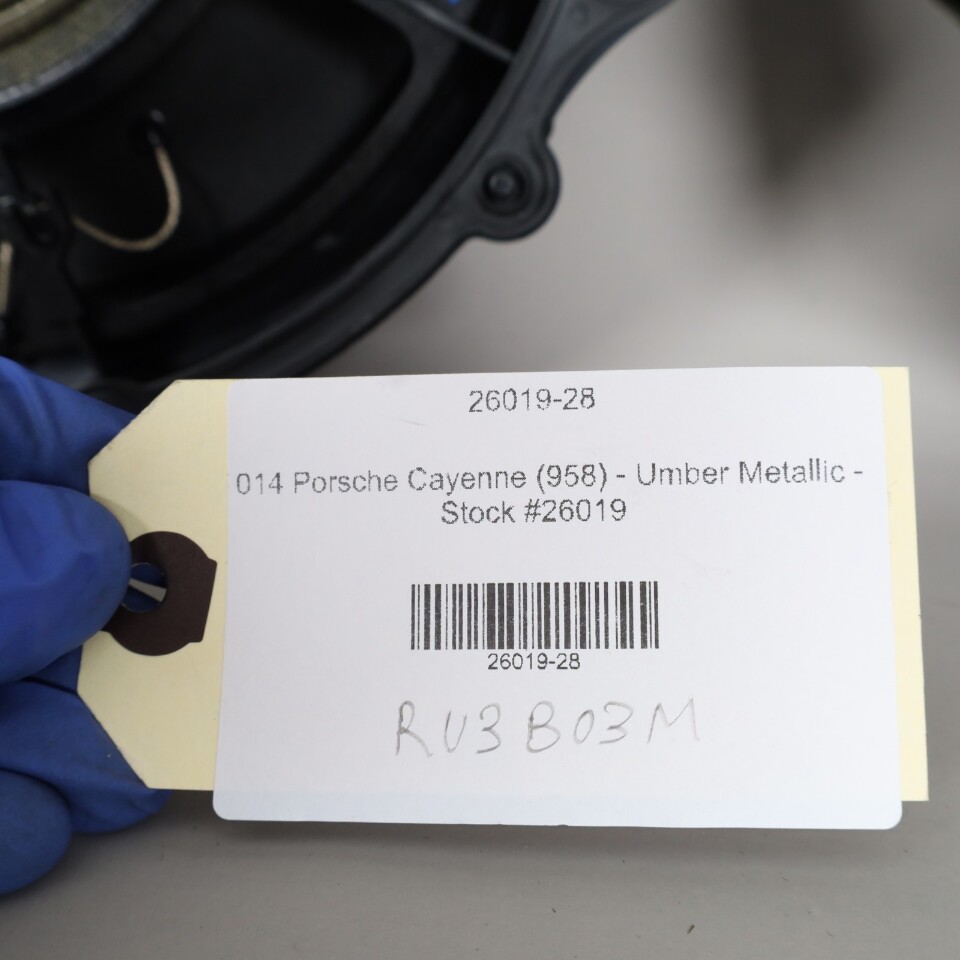 26019-28
014 Porsche Cayenne (958) - Umber Metallic -
Stock #26019
26019-28
RU3B03M